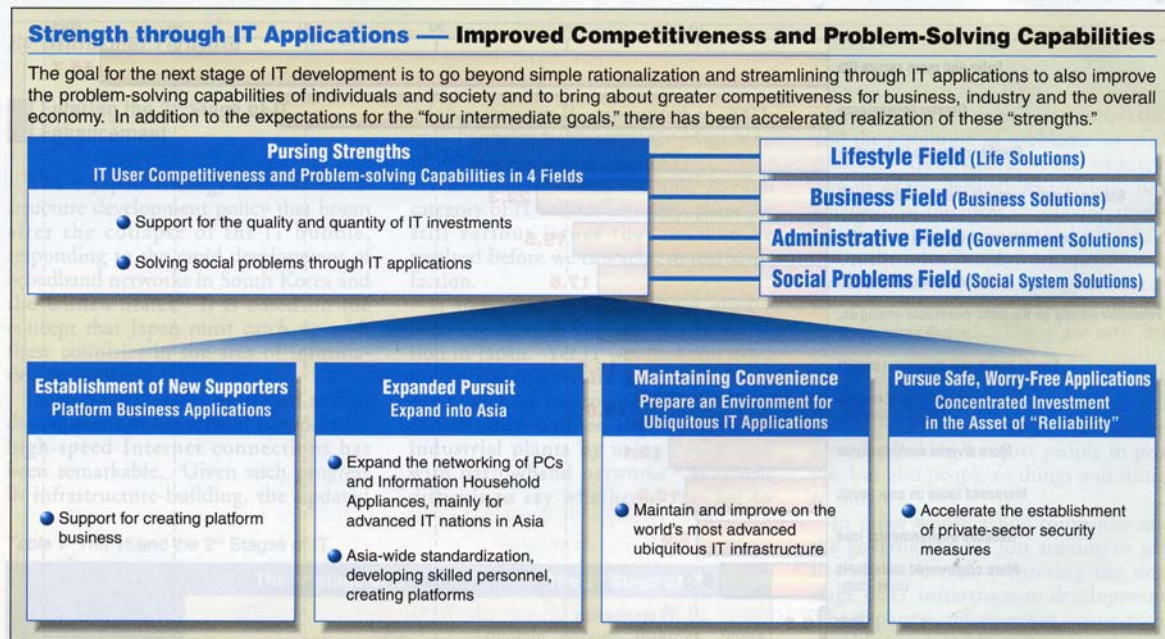 Strength through IT Applications — Improved Competitiveness and Problem-Solving Capabilities
The goal for the next stage of IT development is to go beyond simple rationalization and streamlining through IT applications to also improve
the problem-solving capabilities of individuals and society and to bring about greater competitiveness for business, industry and the overall
economy. In addition to the expectations for the “four intermediate goals,” there has been accelerated realization of these “strengths.”
Pursing Strengths
IT User Competitiveness and Problem-solving Capabilities in 4 Fields
Support for the quality and quantity of IT investments
Solving social problems through IT applications
Lifestyle Field (Life Solutions)
Business Field (Business Solutions)
Administrative Field (Government Solutions)
Social Problems Field (Social System Solutions)
Establishment of New Supporters
Platform Business Applications
Support for creating platform
business
Expanded Pursuit
Expand into Asia
Expand the networking of PCs
and Information Household
Appliances, mainly for
advanced IT nations in Asia
Asia-wide standardization,
developing skilled personnel,
creating platforms
Maintaining Convenience
Prepare an Environment for
Ubiquitous IT Applications
Maintain and improve on the
world's most advanced
ubiquitous IT infrastructure
Pursue Safe, Worry-Free Applications
Concentrated Investment
in the Asset of “Reliability”
Accelerate the establishment
of private-sector security
measures